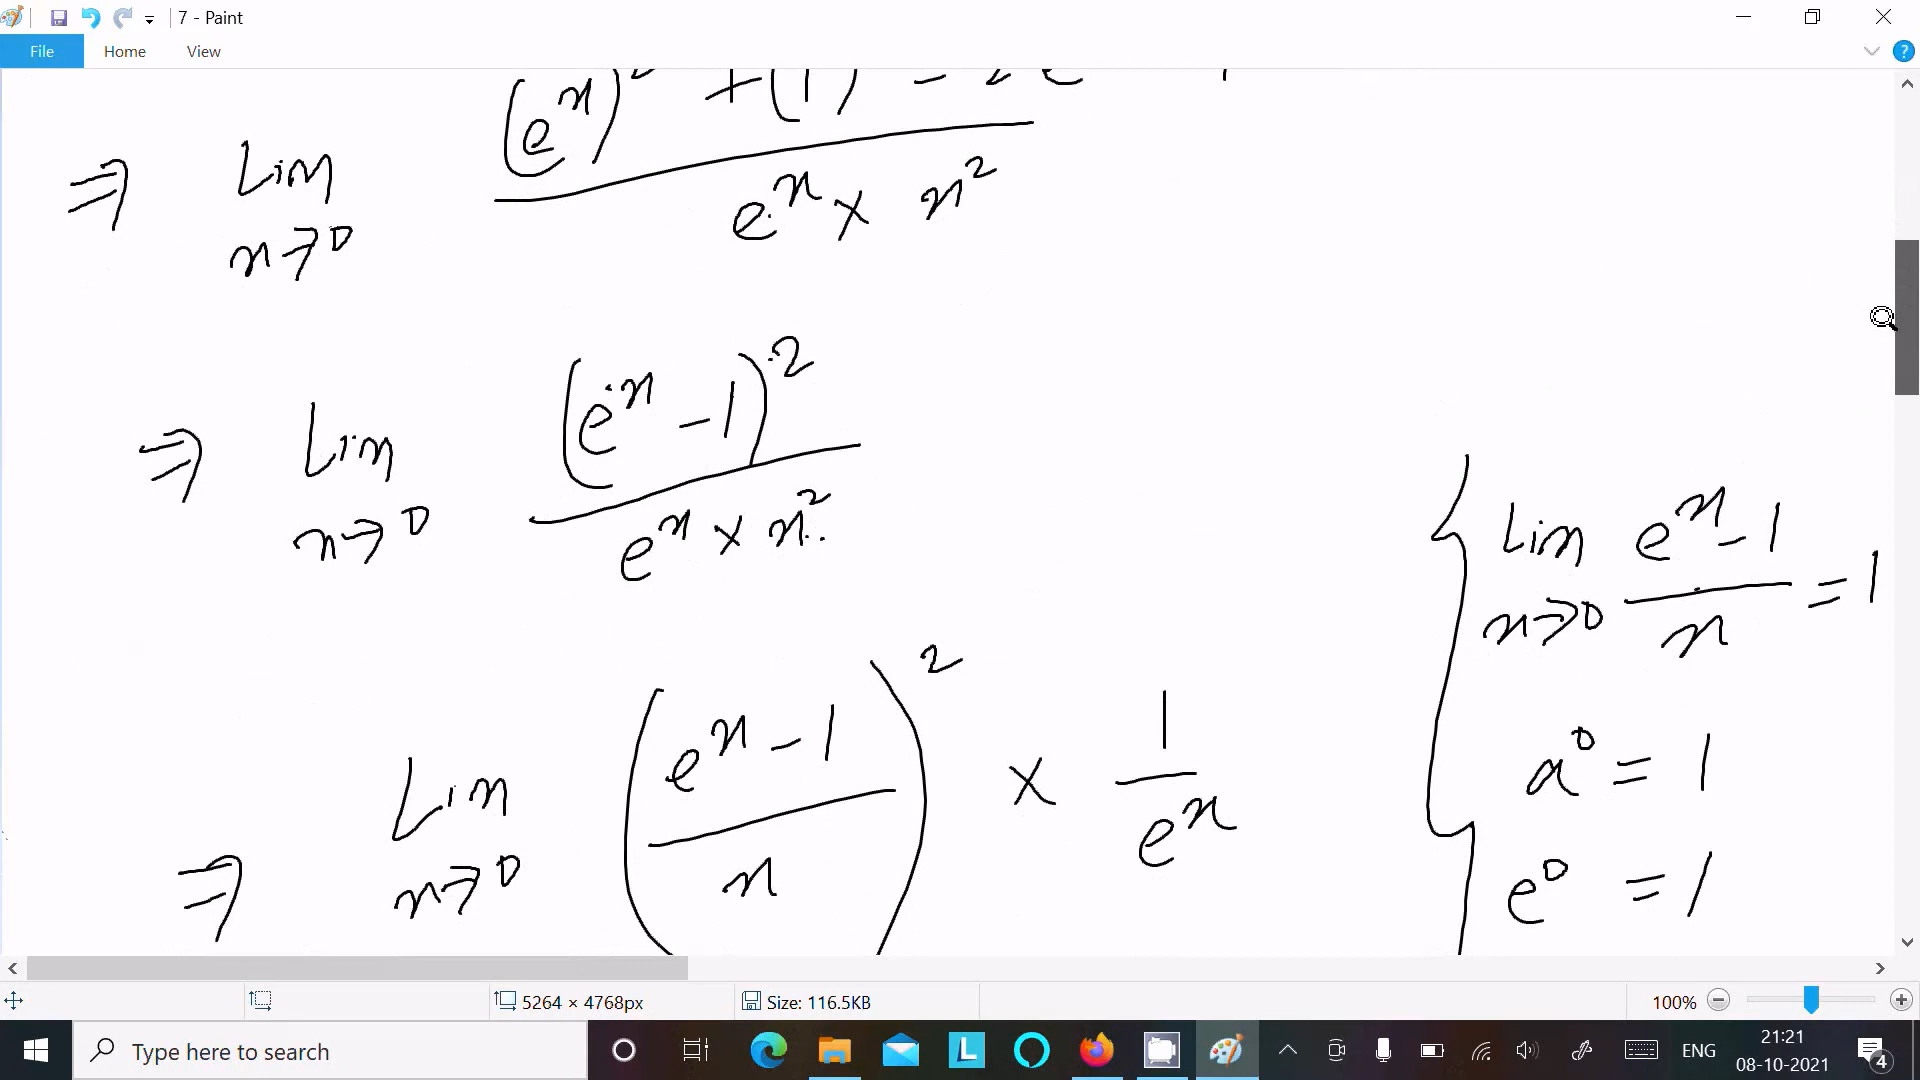 7 - Paint
File Home View
(eˣ)² + (1) - 2e
⇒ Lim
eˣ × x²
x→0
⇒ Lim (eˣ - 1)²
x→0 eˣ × x²
Lim eˣ - 1 = 1
x→0 x
⇒ Lim (eˣ - 1)² × 1
x→0 x eˣ
a⁰ = 1
e⁰ = 1
5264 × 4768px Size: 116.5KB 100%
Type here to search
ENG 21:21
08-10-2021
4